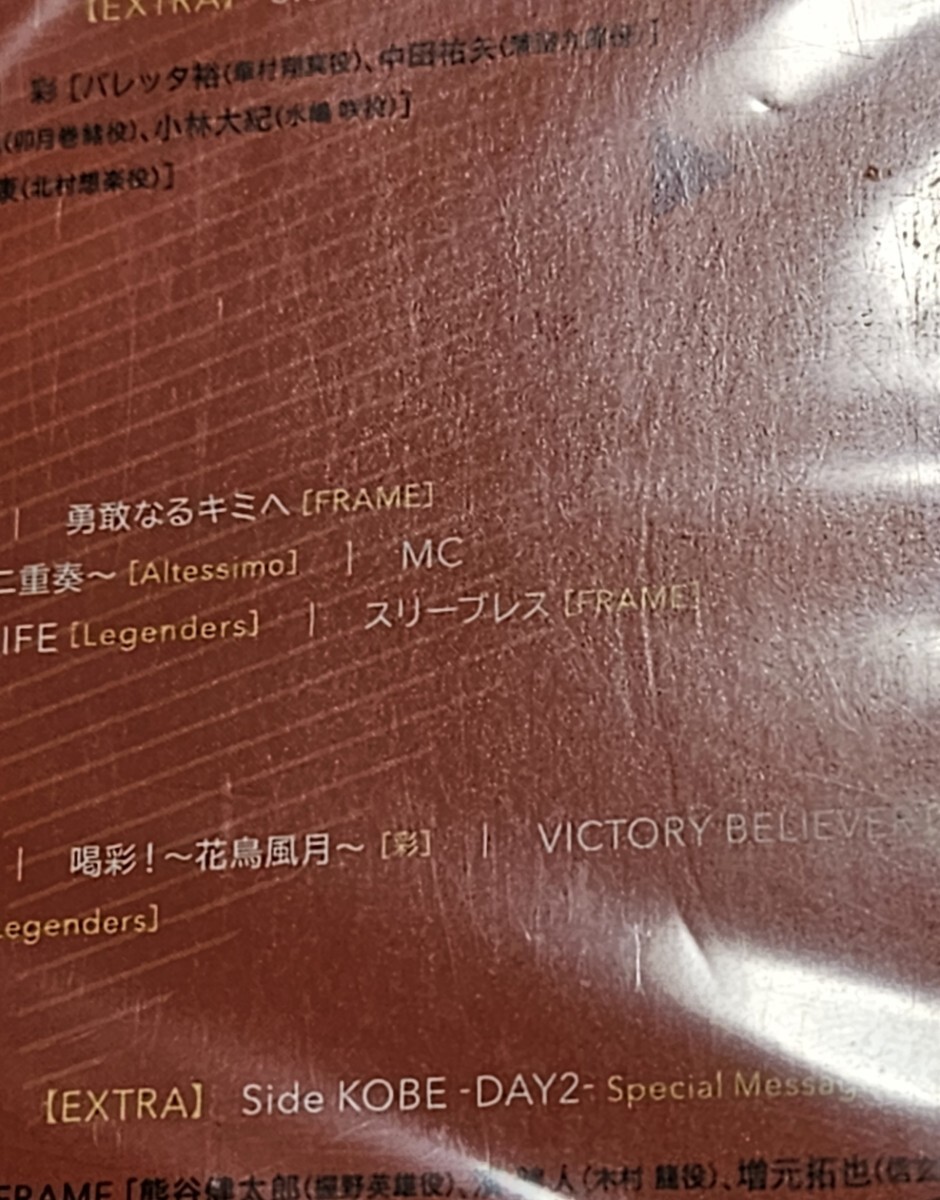 【EXTRA】
彩 [バレッタ裕(華村翔真役)、中田祐矢(清澄九郎役)]
(卯月巻緒役)、小林大紀(水嶋 咲役)]
(北村想楽役)]
| 勇敢なるキミへ [FRAME]
二重奏～ [Altessimo] | MC
IFE [Legenders] | スリーブレス [FRAME]
| 喝彩！～花鳥風月～ [彩] | VICTORY BELIEVER
Legenders]
【EXTRA】 Side KOBE -DAY2- Special Messag
FRAME [熊谷健太郎(握野英雄役)、濱 健人(木村 龍役)、増元拓也(信玄